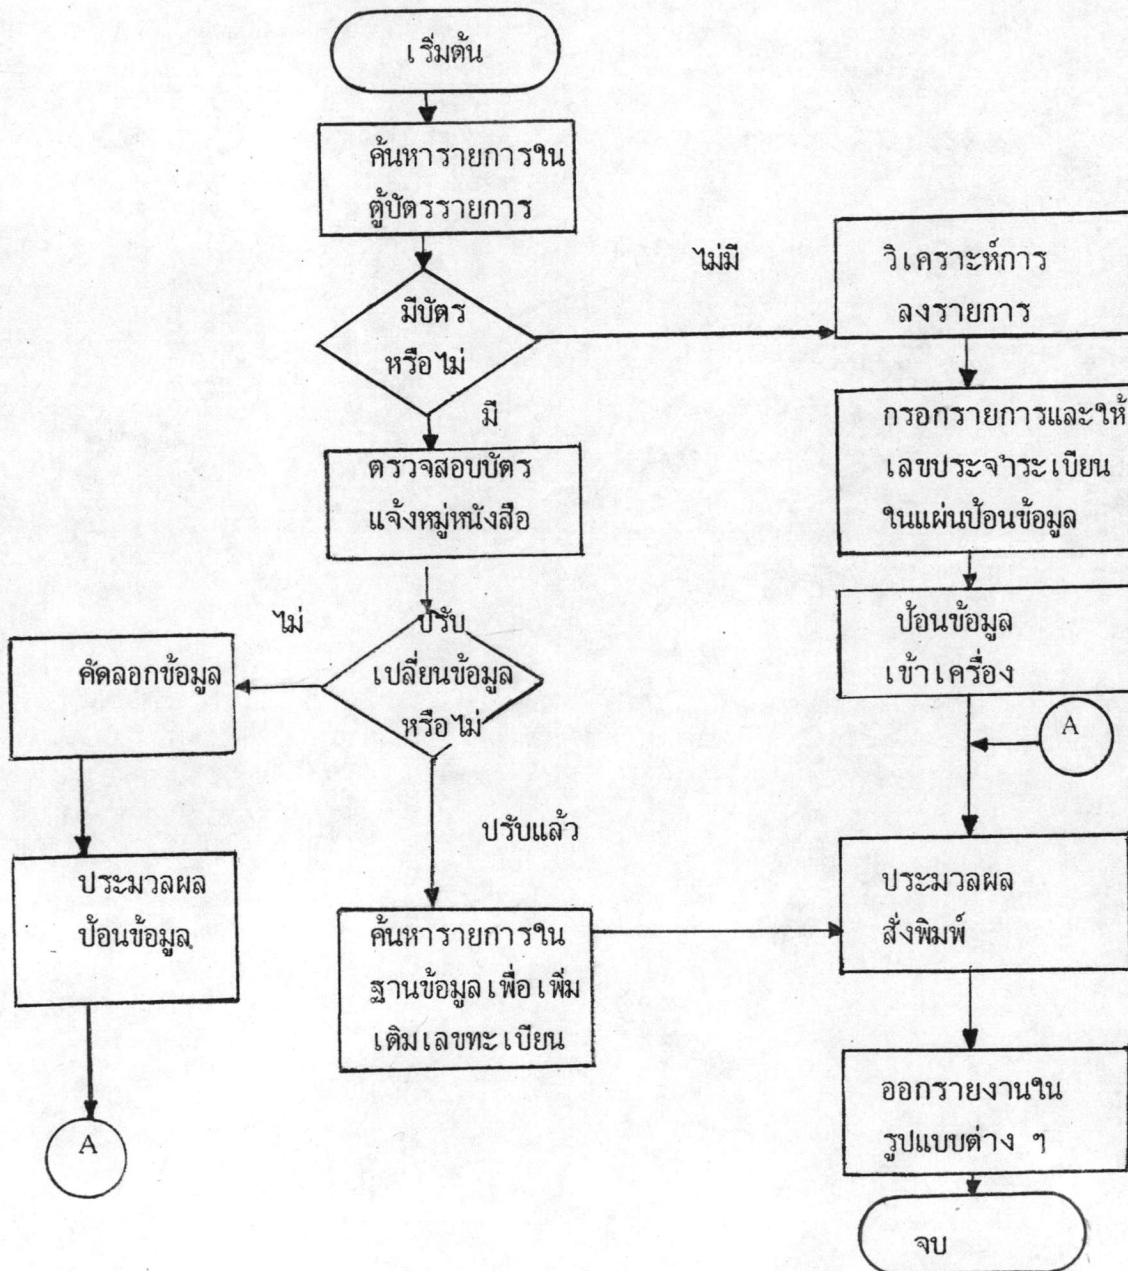 เริ่มต้น
ค้นหารายการใน
ตู้บัตรรายการ
มีบัตร
หรือไม่
ไม่มี
วิเคราะห์การ
ลงรายการ
มี
กรอกรายการและให้
เลขประจำระเบียน
ในแผ่นป้อนข้อมูล
ตรวจสอบบัตร
แจ้งหมู่หนังสือ
ป้อนข้อมูล
เข้าเครื่อง
A
ไม่
ปรับ
เปลี่ยนข้อมูล
หรือไม่
คัดลอกข้อมูล
ปรับแล้ว
ประมวลผล
ป้อนข้อมูล
ค้นหารายการใน
ฐานข้อมูลเพื่อเพิ่ม
เติมเลขทะเบียน
ประมวลผล
สั่งพิมพ์
A
ออกรายงานใน
รูปแบบต่าง ๆ
จบ